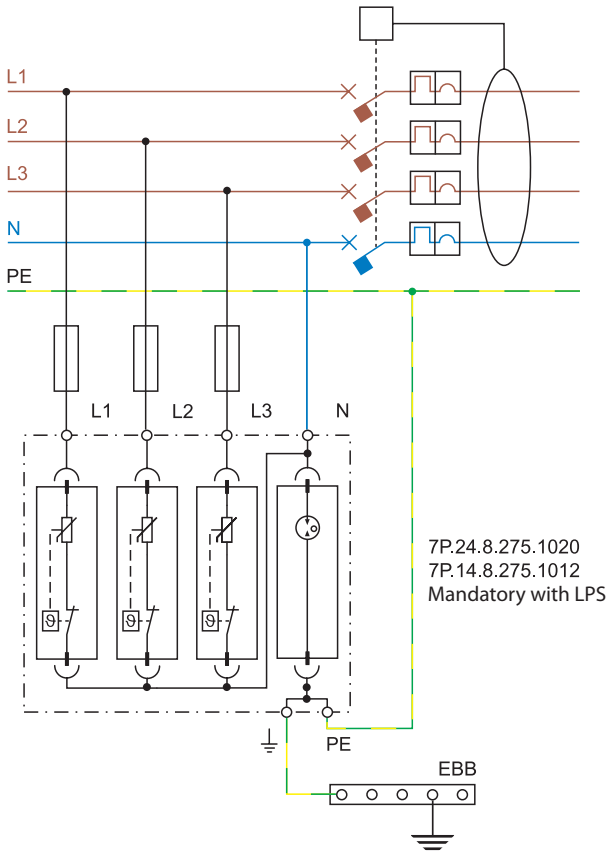 L1
L2
L3
N
PE
L1 L2 L3 N
ϑ ϑ ϑ
7P.24.8.275.1020
7P.14.8.275.1012
Mandatory with LPS
PE
EBB